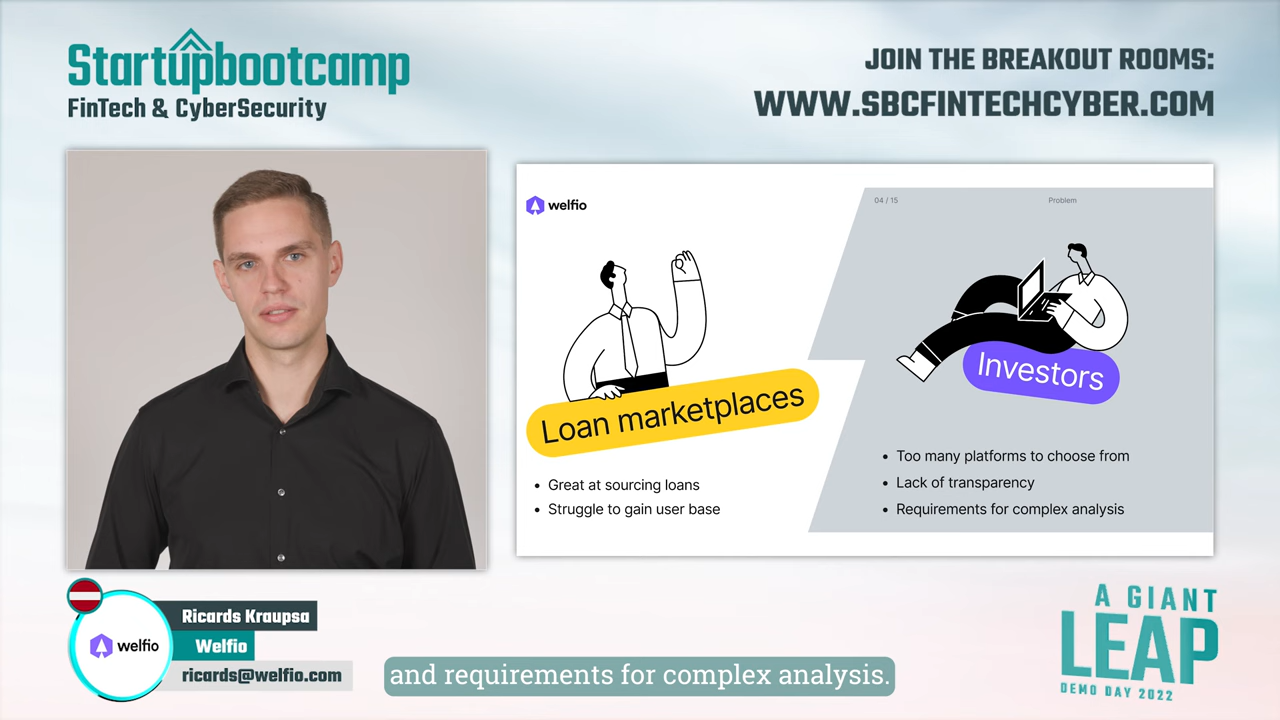 Startupbootcamp
FinTech & CyberSecurity
JOIN THE BREAKOUT ROOMS:
WWW.SBCFINTECHCYBER.COM
welfio
04 / 15
Problem
Loan marketplaces
• Great at sourcing loans
• Struggle to gain user base
Investors
• Too many platforms to choose from
• Lack of transparency
• Requirements for complex analysis
welfio
Ricards Kraupsa
Welfio
ricards@welfio.com
and requirements for complex analysis.
A GIANT
LEAP
DEMO DAY 2022